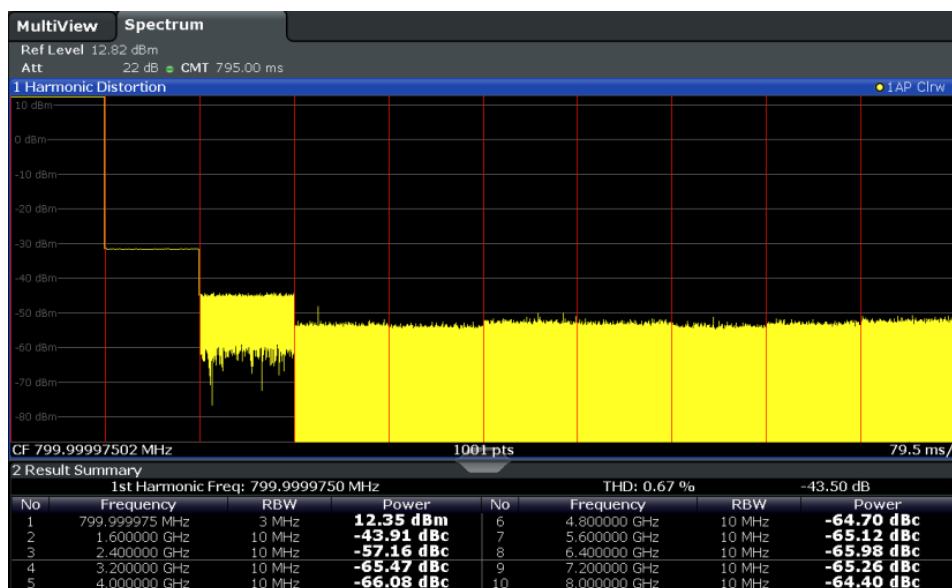 MultiView Spectrum
Ref Level 12.82 dBm
Att 22 dB CMT 795.00 ms
1 Harmonic Distortion 1AP Clrw
10 dBm
0 dBm
-10 dBm
-20 dBm
-30 dBm
-40 dBm
-50 dBm
-60 dBm
-70 dBm
-80 dBm
CF 799.99997502 MHz 1001 pts 79.5 ms/
2 Result Summary
1st Harmonic Freq: 799.9999750 MHz THD: 0.67 % -43.50 dB
No Frequency RBW Power No Frequency RBW Power
1 799.999975 MHz 3 MHz 12.35 dBm 6 4.800000 GHz 10 MHz -64.70 dBc
2 1.600000 GHz 10 MHz -43.91 dBc 7 5.600000 GHz 10 MHz -65.12 dBc
3 2.400000 GHz 10 MHz -57.16 dBc 8 6.400000 GHz 10 MHz -65.98 dBc
4 3.200000 GHz 10 MHz -65.47 dBc 9 7.200000 GHz 10 MHz -65.26 dBc
5 4.000000 GHz 10 MHz -66.08 dBc 10 8.000000 GHz 10 MHz -64.40 dBc